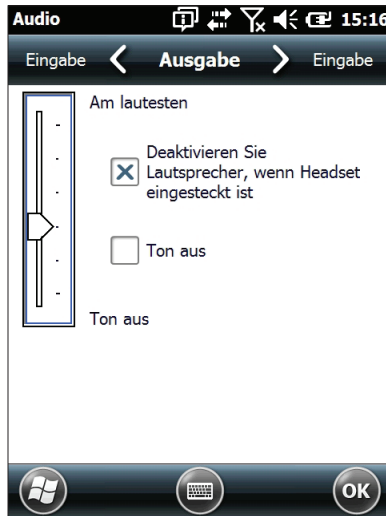 Audio 15:16
Eingabe Ausgabe Eingabe
Am lautesten
Deaktivieren Sie
Lautsprecher, wenn Headset
eingesteckt ist
Ton aus
Ton aus
OK